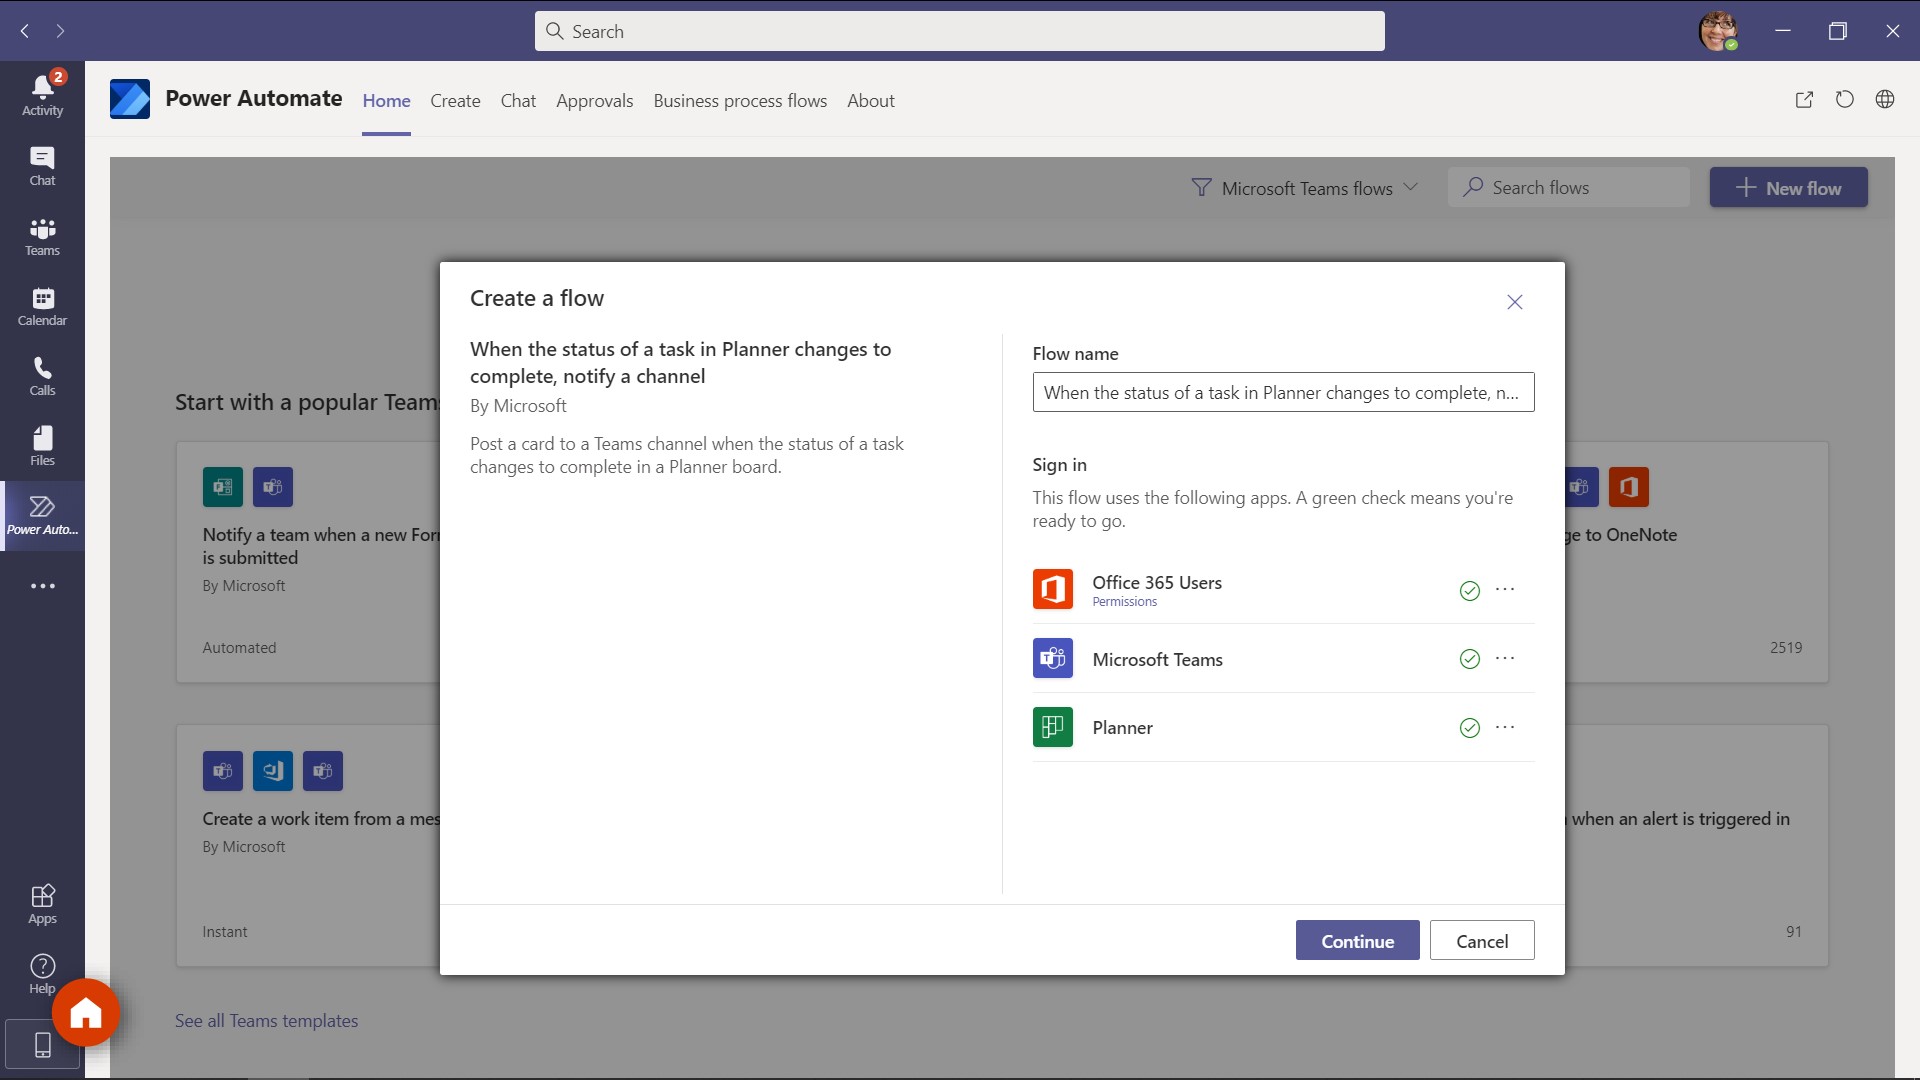 Search
2
Activity
Chat
Teams
Calendar
Calls
Files
Power Auto...
Apps
Help
Power Automate
Home
Create
Chat
Approvals
Business process flows
About
Microsoft Teams flows
Search flows
New flow
Start with a popular Teams
Notify a team when a new For
is submitted
By Microsoft
Automated
Create a work item from a mes
By Microsoft
Instant
See all Teams templates
Create a flow
When the status of a task in Planner changes to
complete, notify a channel
By Microsoft
Post a card to a Teams channel when the status of a task
changes to complete in a Planner board.
Flow name
When the status of a task in Planner changes to complete, n...
Sign in
This flow uses the following apps. A green check means you're
ready to go.
Office 365 Users
Permissions
Microsoft Teams
Planner
Continue
Cancel
ge to OneNote
2519
when an alert is triggered in
91